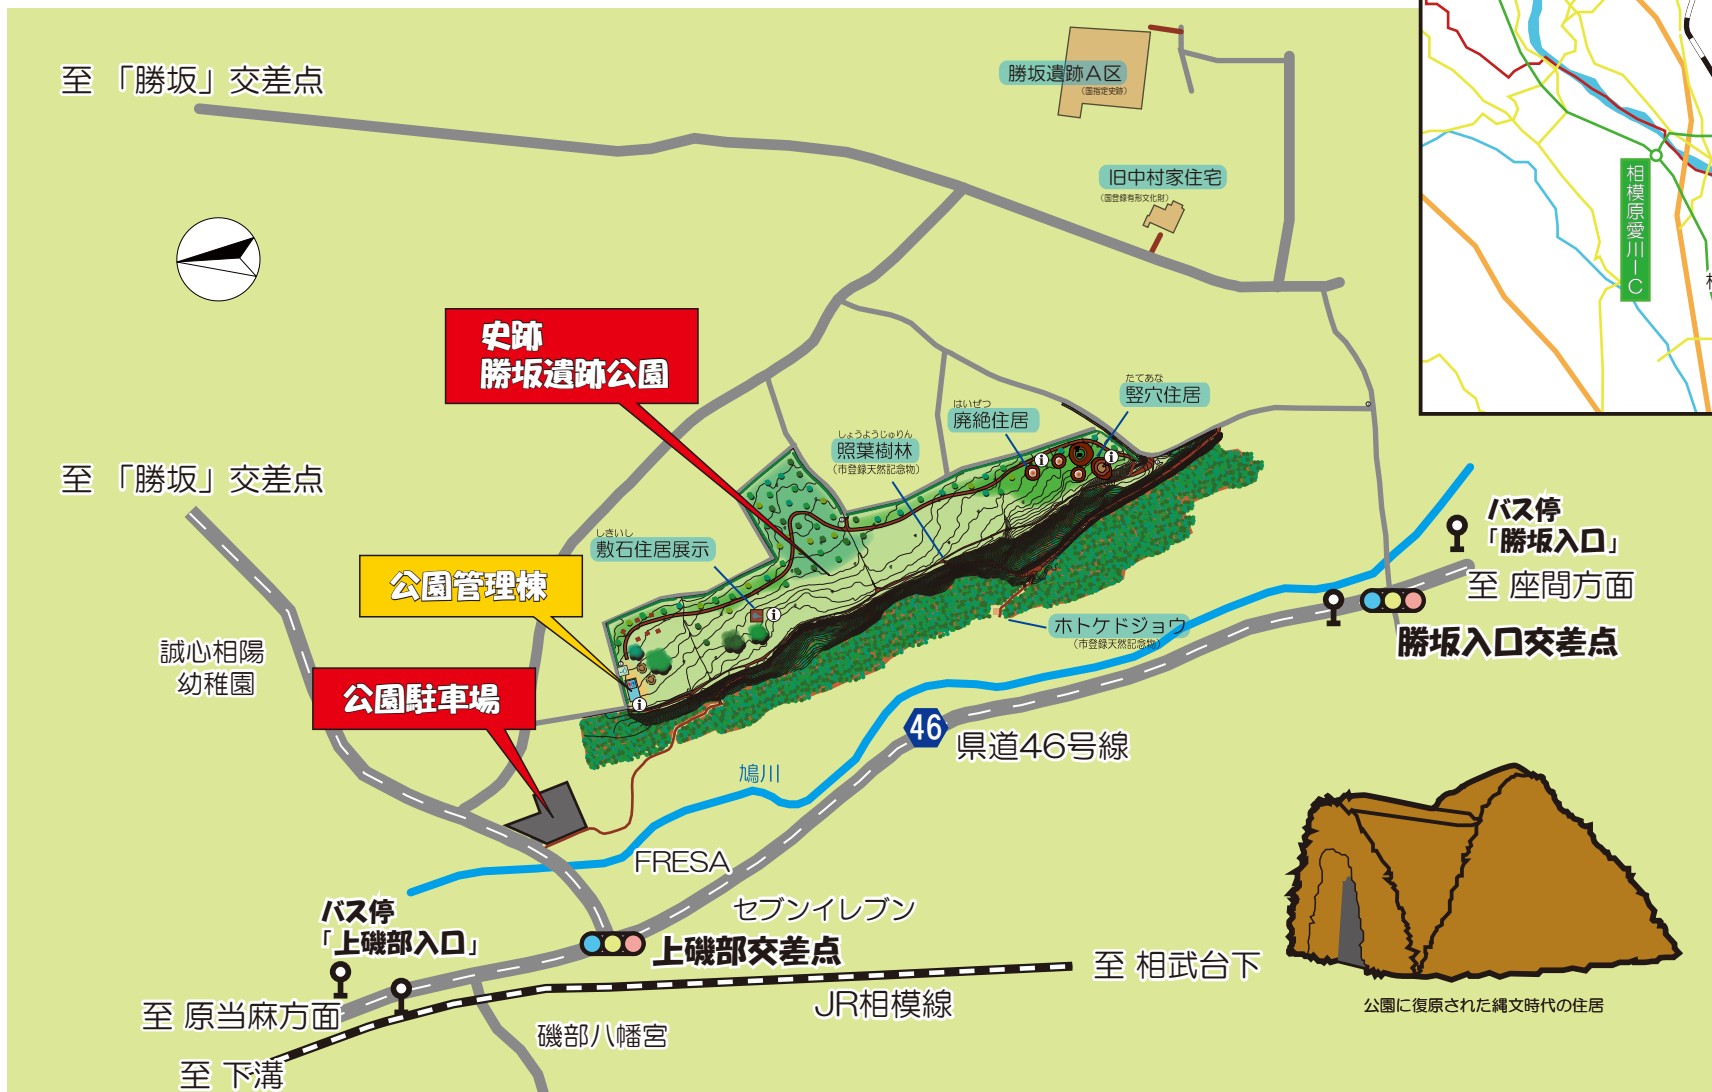 至 「勝坂」交差点
勝坂遺跡A区
(国指定史跡)
旧中村家住宅
(国登録有形文化財)
相模原愛川IC
史跡
勝坂遺跡公園
たてあな
竪穴住居
はいぜつ
廃絶住居
しょうようじゅりん
照葉樹林
(市登録天然記念物)
至 「勝坂」交差点
しきいし
敷石住居展示
バス停
「勝坂入口」
至 座間方面
公園管理棟
ホトケドジョウ
(市登録天然記念物)
勝坂入口交差点
誠心相陽
幼稚園
公園駐車場
46
県道46号線
鳩川
FRESA
セブンイレブン
バス停
「上磯部入口」
上磯部交差点
至 相武台下
JR相模線
至 原当麻方面
磯部八幡宮
至 下溝
公園に復原された縄文時代の住居
i
i
i
i